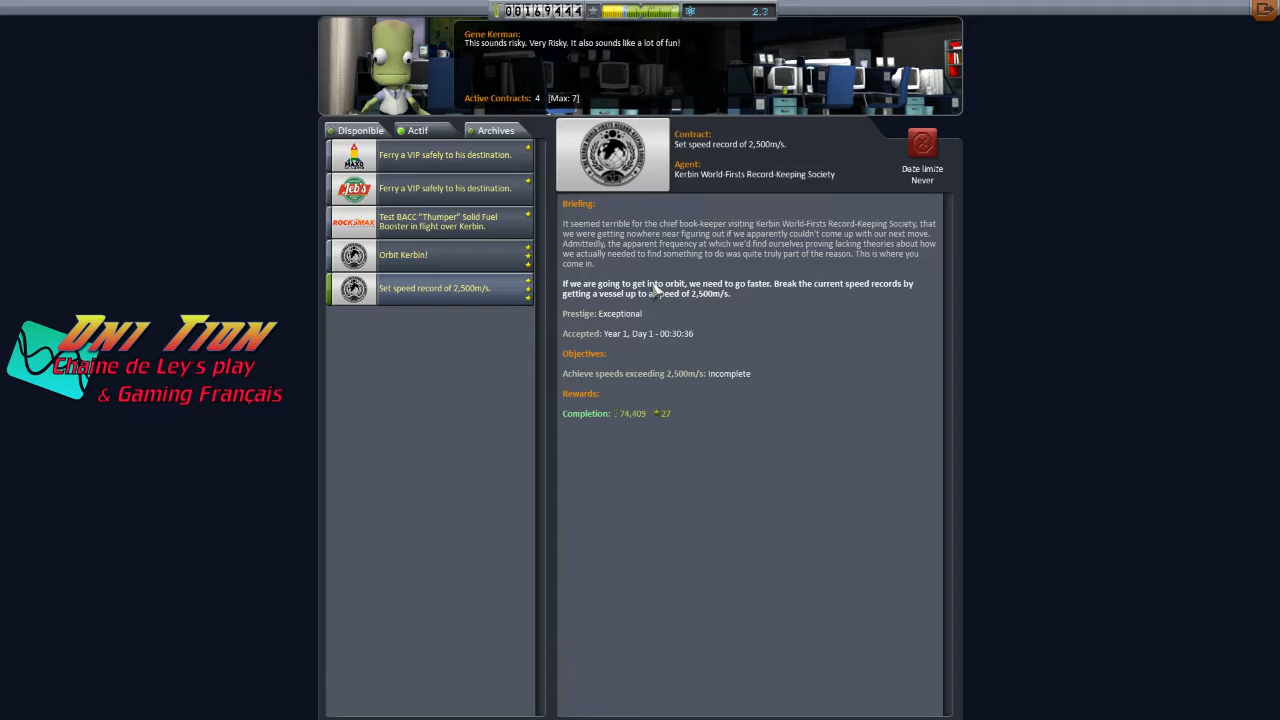 00169444
2.3
Gene Kerman:
This sounds risky. Very Risky. It also sounds like a lot of fun!
Active Contracts: 4 [Max: 7]
Disponible
Actif
Archives
Ferry a VIP safely to his destination.
Jeb's
Ferry a VIP safely to his destination.
ROCKOMAX
Test BACC "Thumper" Solid Fuel
Booster in flight over Kerbin.
Orbit Kerbin!
Set speed record of 2,500m/s.
Contract:
Set speed record of 2,500m/s.
Agent:
Kerbin World-Firsts Record-Keeping Society
Date limite
Never
Briefing:
It seemed terrible for the chief book-keeper visiting Kerbin World-Firsts Record-Keeping Society, that
we were getting nowhere near figuring out if we apparently couldn't come up with our next move.
Admittedly, the apparent frequency at which we'd find ourselves proving lacking theories about how
we actually needed to find something to do was quite truly part of the reason. This is where you
come in.
If we are going to get into orbit, we need to go faster. Break the current speed records by
getting a vessel up to a speed of 2,500m/s.
Prestige: Exceptional
Accepted: Year 1, Day 1 - 00:30:36
Objectives:
Achieve speeds exceeding 2,500m/s: Incomplete
Rewards:
Completion: 74,409 27
Oni Tion
Chaine de Ley's play
& Gaming Français